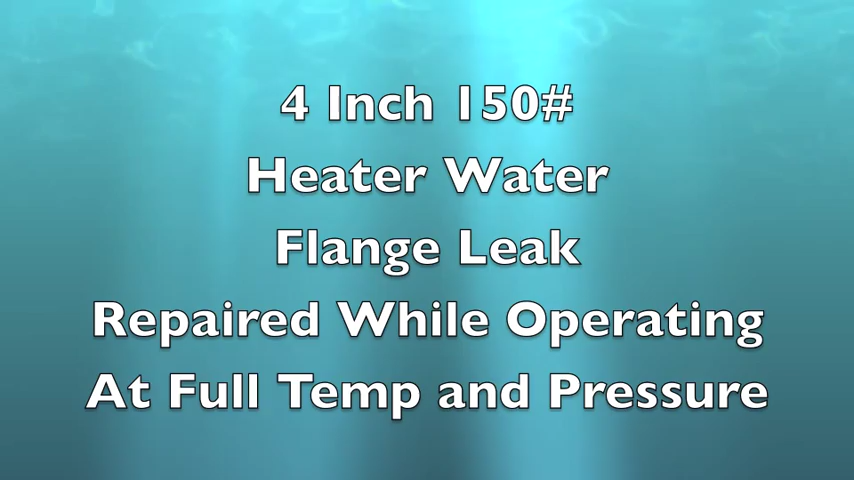 4 Inch 150#
Heater Water
Flange Leak
Repaired While Operating
At Full Temp and Pressure